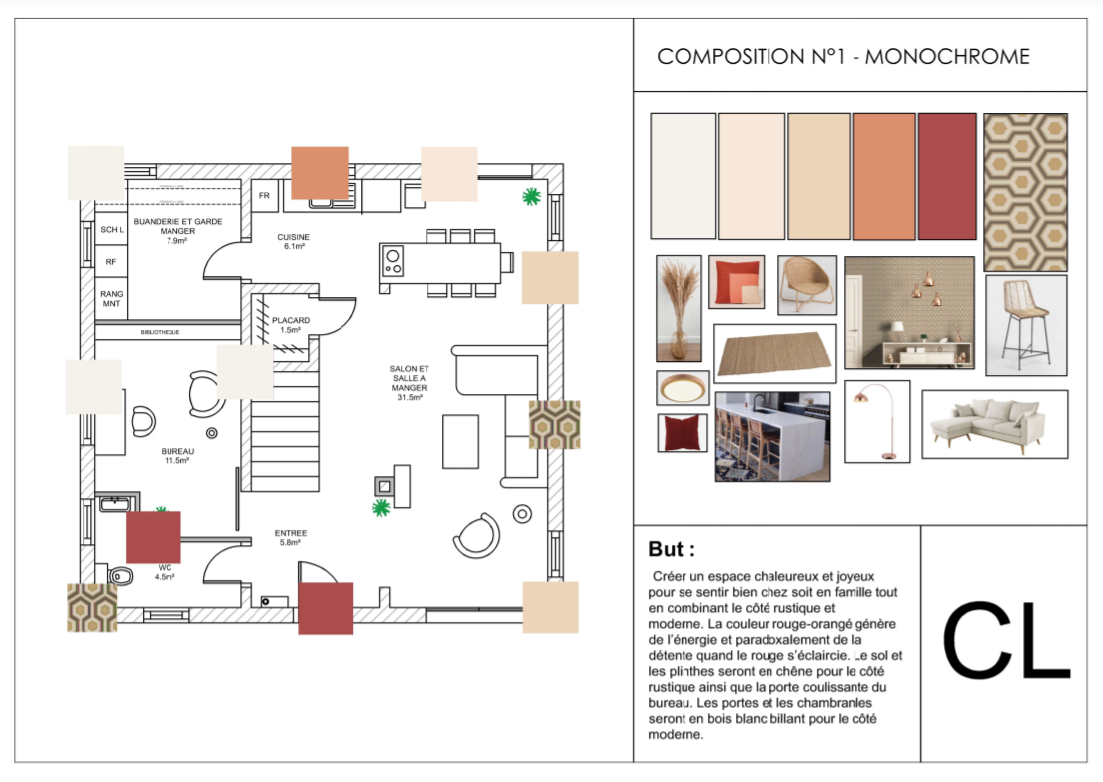 COMPOSITION N°1 - MONOCHROME
FR
SCH L
BUANDERIE ET GARDE
MANGER
7.9m²
CUISINE
6.1m²
RF
RANG
MNT
BIBLIOTHEQUE
PLACARD
1.5m²
SALON ET
SALLE A
MANGER
31.5m²
BUREAU
11.5m²
ENTREE
5.8m²
WC
4.5m²
But :
Créer un espace chaleureux et joyeux
pour se sentir bien chez soit en famille tout
en combinant le côté rustique et
moderne. La couleur rouge-orangé génère
de l'énergie et paradoxalement de la
détente quand le rouge s'éclaircie. Le sol et
les plinthes seront en chêne pour le côté
rustique ainsi que la porte coulissante du
bureau. Les portes et les chambranles
seront en bois blanc billant pour le côté
moderne.
CL